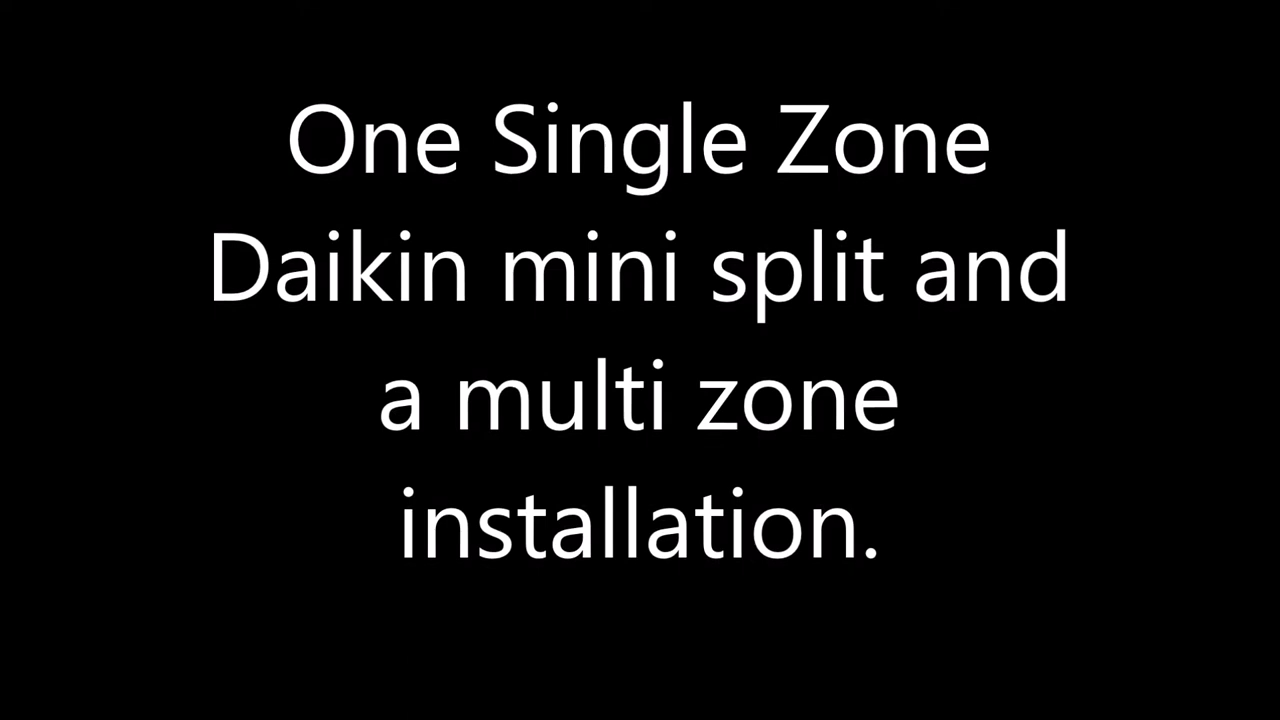 One Single Zone
Daikin mini split and
a multi zone
installation.